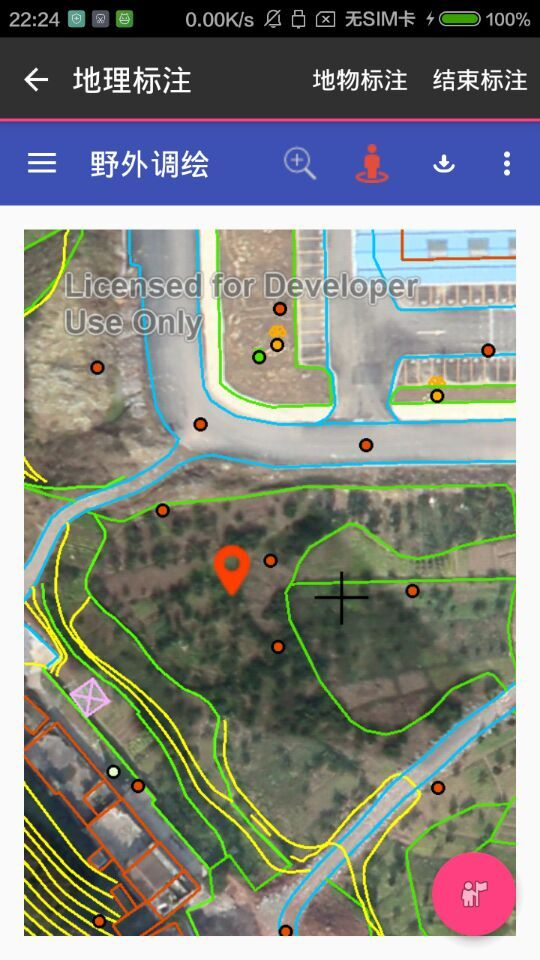 22:24 0.00K/s 无SIM卡 100%
地理标注 地物标注 结束标注
野外调绘
Licensed for Developer
Use Only